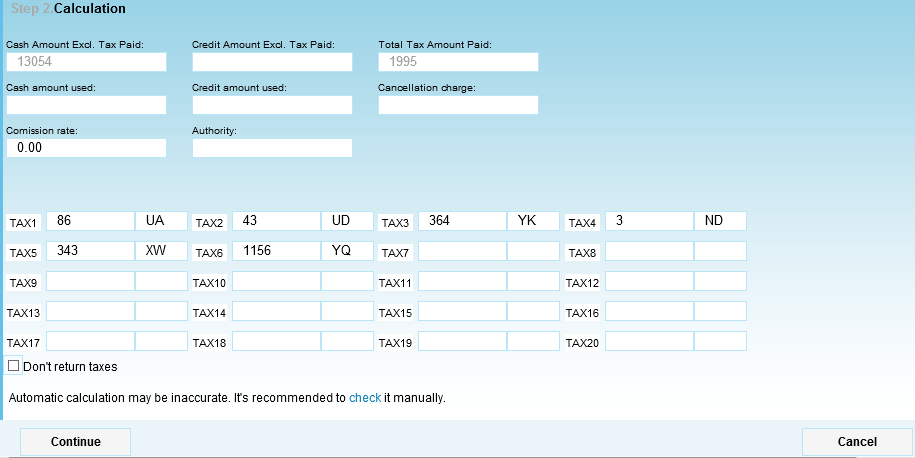 Step 2.Calculation
Cash Amount Excl. Tax Paid: Credit Amount Excl. Tax Paid: Total Tax Amount Paid:
13054 1995
Cash amount used: Credit amount used: Cancellation charge:
Comission rate: Authority:
0.00
TAX1 86 UA TAX2 43 UD TAX3 364 YK TAX4 3 ND
TAX5 343 XW TAX6 1156 YQ TAX7 TAX8
TAX9 TAX10 TAX11 TAX12
TAX13 TAX14 TAX15 TAX16
TAX17 TAX18 TAX19 TAX20
Don't return taxes
Automatic calculation may be inaccurate. It's recommended to check it manually.
Continue Cancel